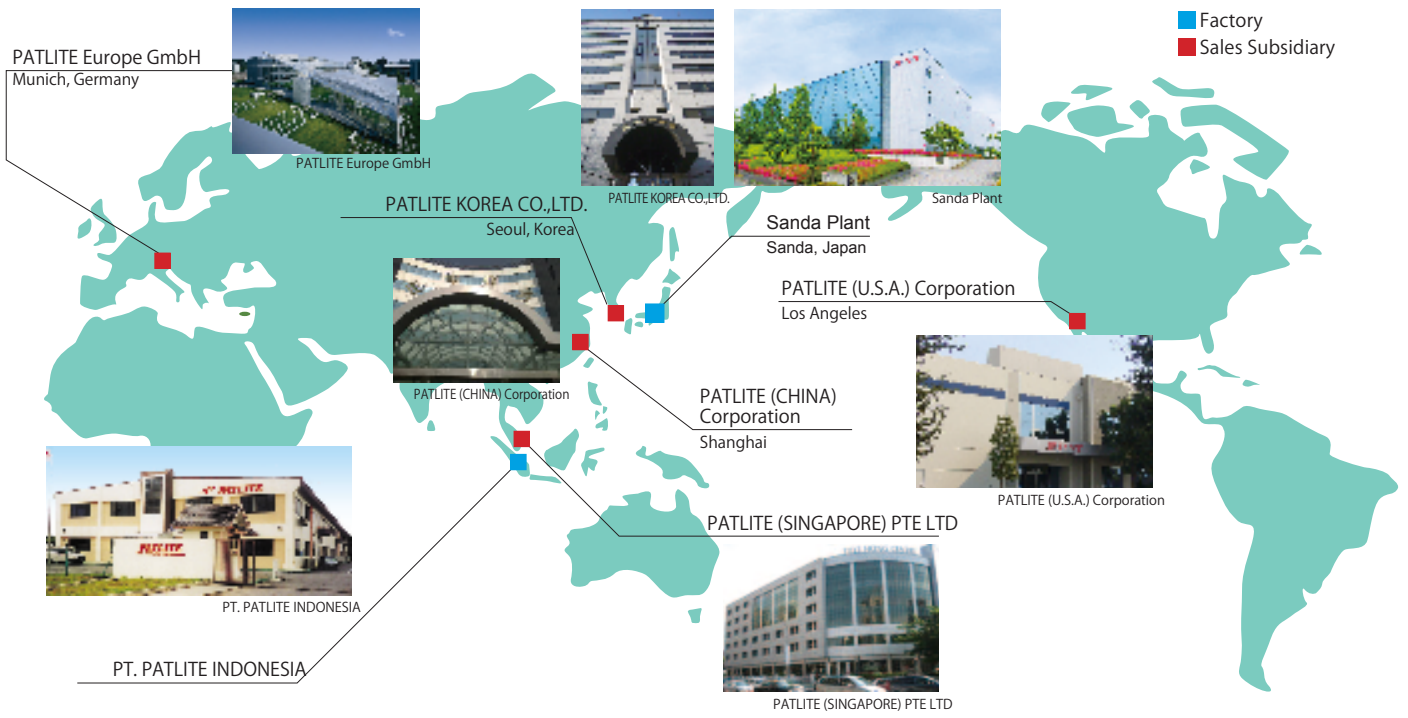 Factory
Sales Subsidiary
PATLITE Europe GmbH
Munich, Germany
PATLITE Europe GmbH
PATLITE KOREA CO.,LTD.
Sanda Plant
PATLITE KOREA CO.,LTD.
Seoul, Korea
Sanda Plant
Sanda, Japan
PATLITE (U.S.A.) Corporation
Los Angeles
PATLITE (CHINA) Corporation
PATLITE (CHINA)
Corporation
Shanghai
PATLITE
PATLITE
PT. PATLITE INDONESIA
PATLITE (U.S.A.) Corporation
PATLITE (SINGAPORE) PTE LTD
PT. PATLITE INDONESIA
PATLITE (SINGAPORE) PTE LTD